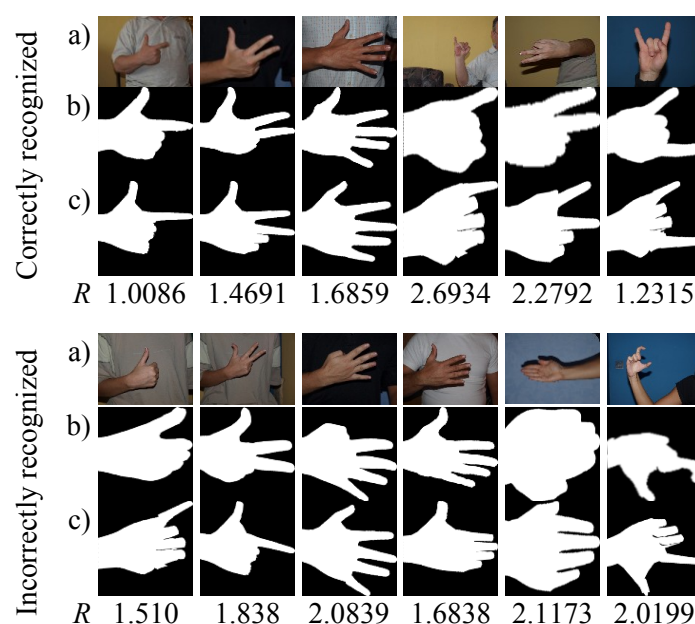 Correctly recognized
a)
b)
c)
R 1.0086 1.4691 1.6859 2.6934 2.2792 1.2315
Incorrectly recognized
a)
b)
c)
R 1.510 1.838 2.0839 1.6838 2.1173 2.0199